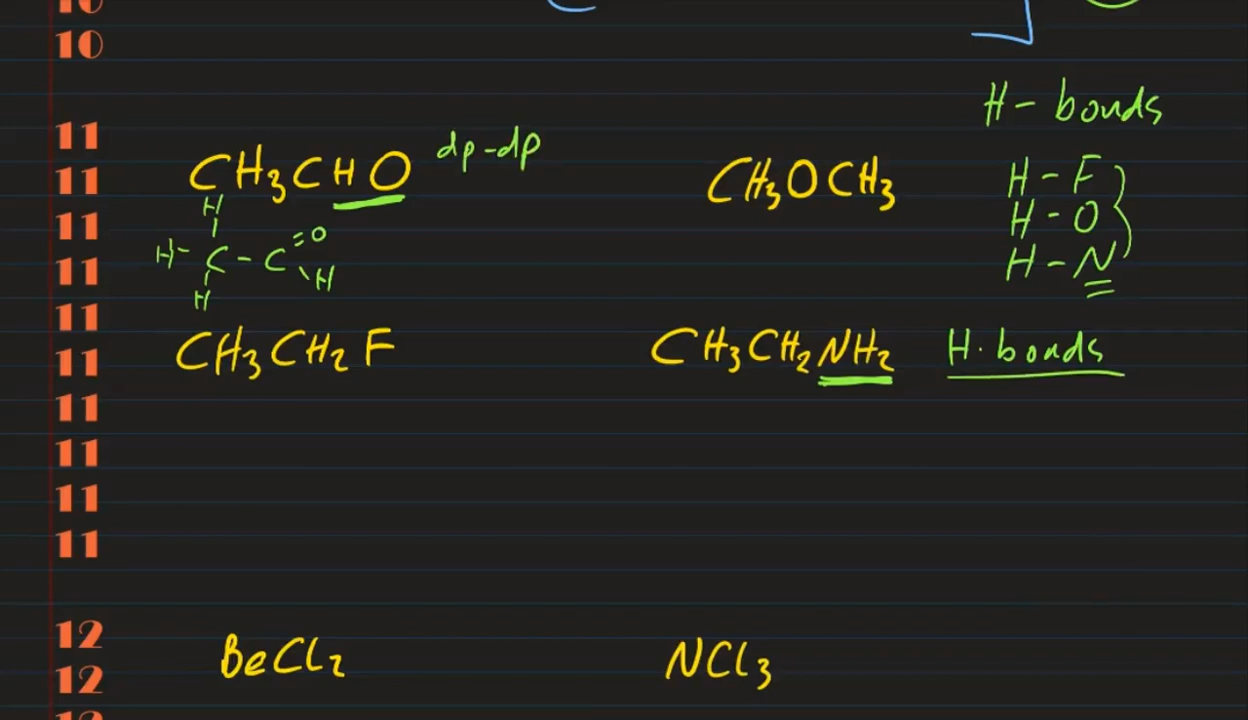 10
10
H- bonds
11
CH3CHO dp-dp
CH3OCH3
H-F
11
H
H-O
11
H-C-C=O
H
H-N
11
H
11
CH3CH2F
CH3CH2NH2 H·bonds
11
11
11
11
11
12
BeCl2
NCl3
12
12